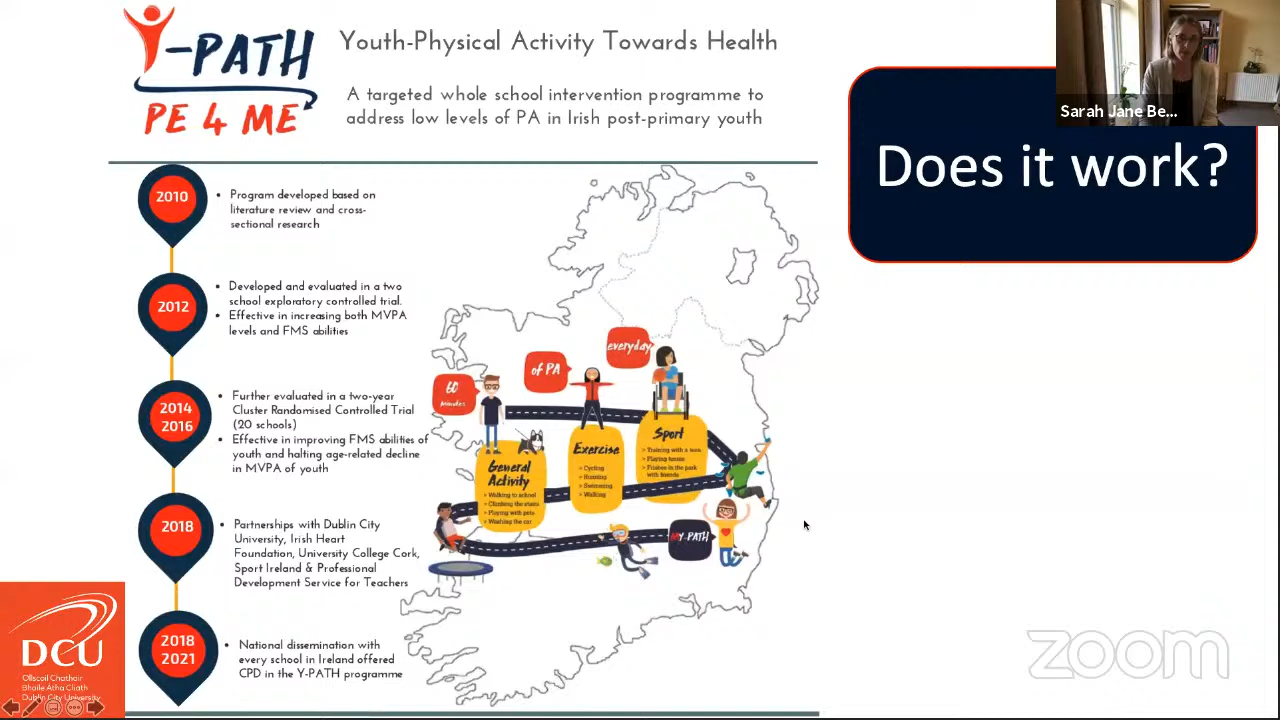 Y-PATH
PE 4 ME
Youth-Physical Activity Towards Health
A targeted whole school intervention programme to
address low levels of PA in Irish post-primary youth
Sarah Jane Be...
Does it work?
2010
• Program developed based on
literature review and cross-
sectional research
2012
• Developed and evaluated in a two
school exploratory controlled trial.
• Effective in increasing both MVPA
levels and FMS abilities
2014
2016
• Further evaluated in a two-year
Cluster Randomised Controlled Trial
(20 schools)
• Effective in improving FMS abilities of
youth and halting age-related decline
in MVPA of youth
2018
• Partnerships with Dublin City
University, Irish Heart
Foundation, University College Cork,
Sport Ireland & Professional
Development Service for Teachers
2018
2021
• National dissemination with
every school in Ireland offered
CPD in the Y-PATH programme
60
minutes
of PA
everyday
General
Activity
> Walking to school
> Climbing the stairs
> Playing with pets
> Washing the car
Exercise
> Cycling
> Running
> Swimming
> Walking
Sport
> Training with a team
> Playing tennis
> Frisbee in the park
with friends
MY-PATH
DCU
Ollscoil Chathair
Bhaile Átha Cliath
Dublin City University
zoom